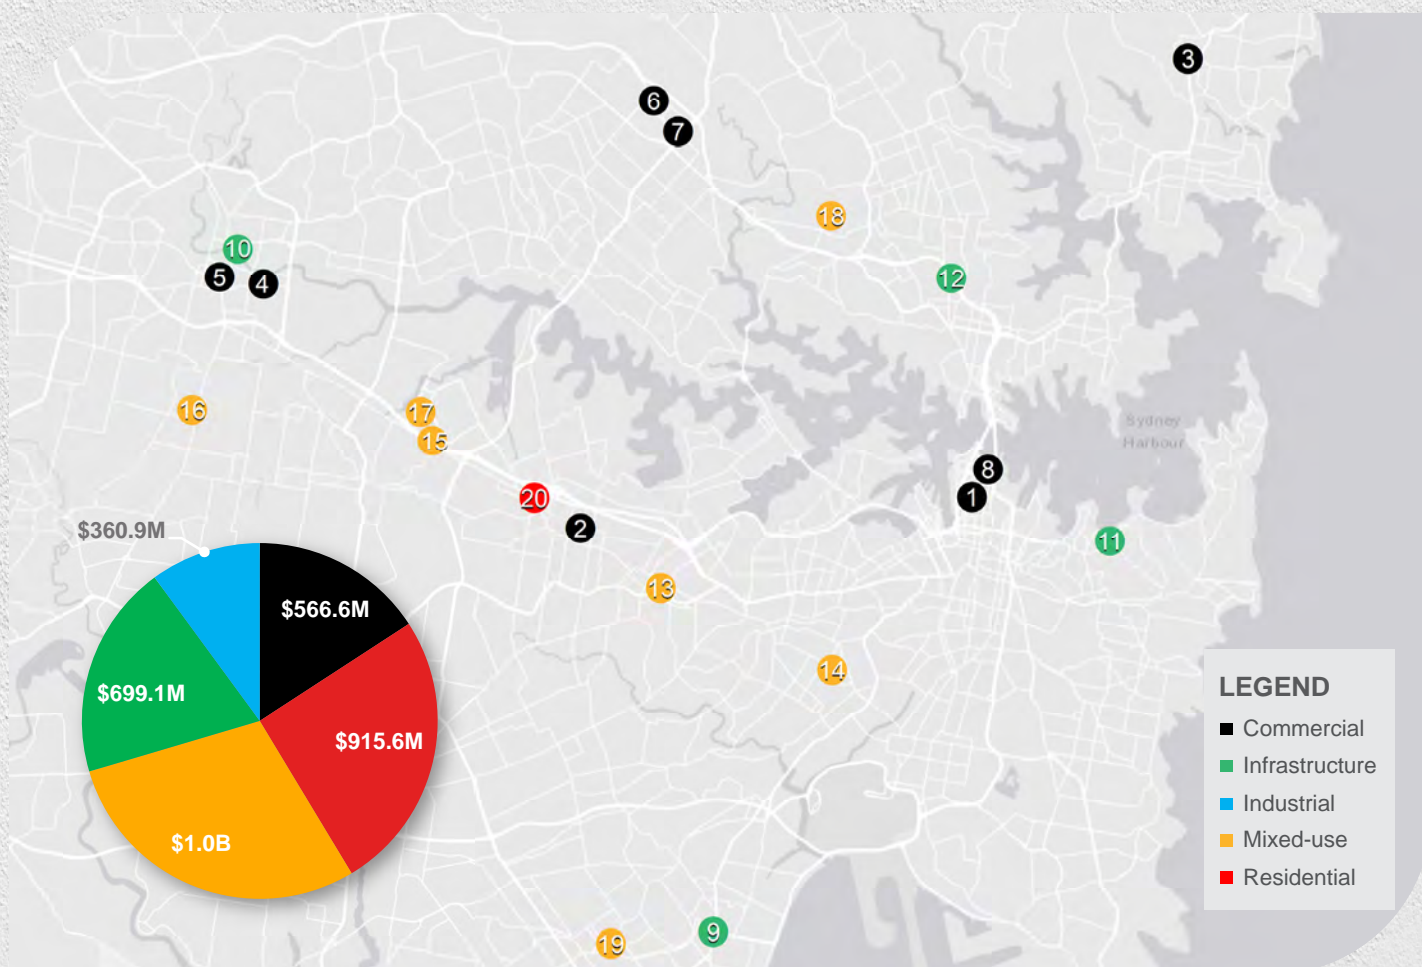 3
6
7
18
10
5
4
12
16
17
15
Sydney
Harbour
8
1
20
2
11
13
14
19
9
$360.9M
$566.6M
$699.1M
$915.6M
$1.0B
LEGEND
Commercial
Infrastructure
Industrial
Mixed-use
Residential